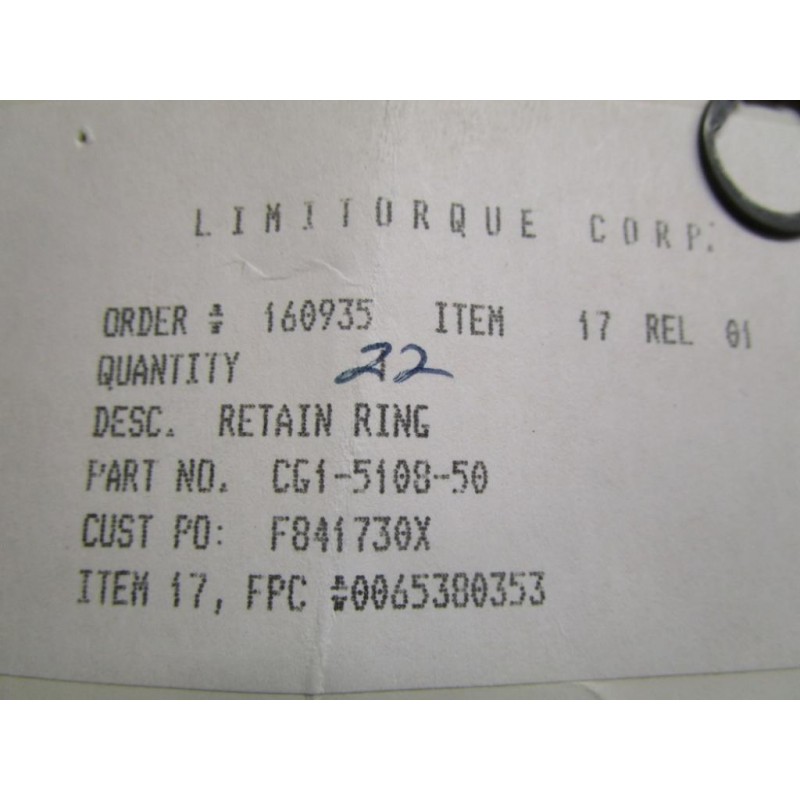 LIMITORQUE CORP.
ORDER # 160935 ITEM 17 REL 01
QUANTITY 22
DESC. RETAIN RING
PART NO. CG1-5108-50
CUST PO: F841730X
ITEM 17, FPC #0065380353